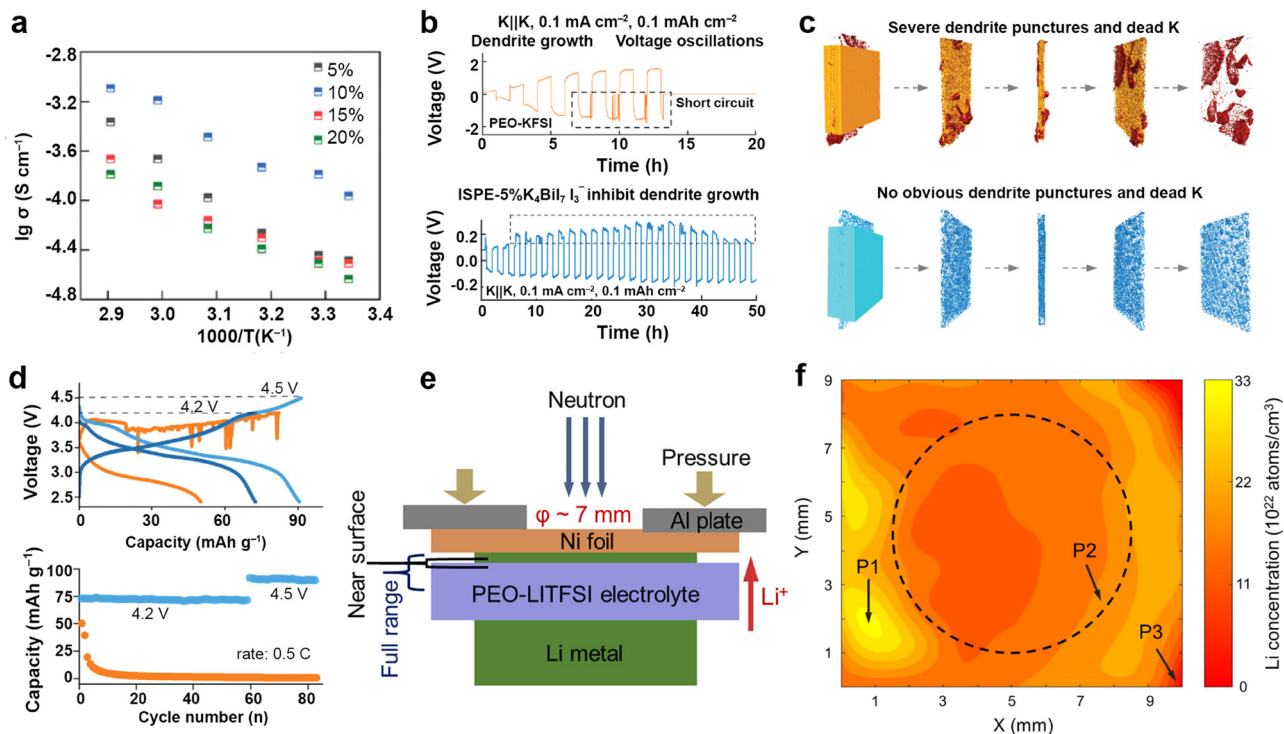 a
-2.8
-3.2
-3.6
-4.0
-4.4
-4.8
lg σ (S cm⁻¹)
5%
10%
15%
20%
2.9 3.0 3.1 3.2 3.3 3.4
1000/T(K⁻¹)
b
K||K, 0.1 mA cm⁻², 0.1 mAh cm⁻²
Dendrite growth Voltage oscillations
Voltage (V)
2
0
-2
PEO-KFSI
Short circuit
0 5 10 15 20
Time (h)
ISPE-5%K₄BiI₇ I₃⁻ inhibit dendrite growth
Voltage (V)
0.2
0.0
-0.2
K||K, 0.1 mA cm⁻², 0.1 mAh cm⁻²
0 10 20 30 40 50
Time (h)
c
Severe dendrite punctures and dead K
No obvious dendrite punctures and dead K
d
4.5 V
4.2 V
Voltage (V)
4.5
4.0
3.5
3.0
2.5
0 30 60 90
Capacity (mAh g⁻¹)
Capacity (mAh g⁻¹)
100
75
50
25
0
4.2 V
4.5 V
rate: 0.5 C
0 20 40 60 80
Cycle number (n)
e
Neutron
Pressure
φ ~ 7 mm
Al plate
Ni foil
Near surface
Full range
PEO-LITFSI electrolyte
Li⁺
Li metal
f
9
7
5
3
1
Y (mm)
P1
P2
P3
1 3 5 7 9
X (mm)
33
22
11
0
Li concentration (10²² atoms/cm³)